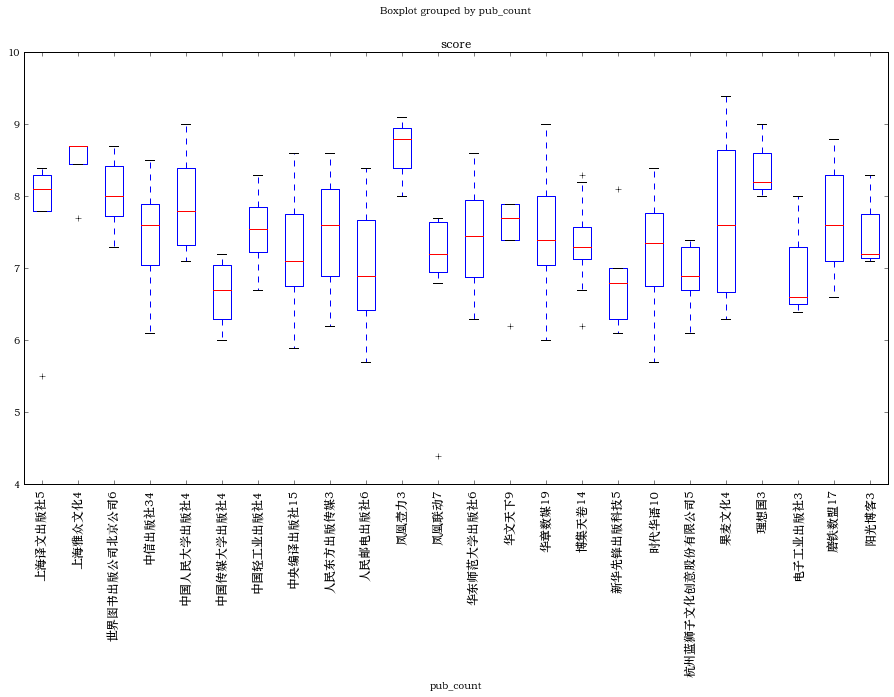 Boxplot grouped by pub_count
score
10
9
8
7
6
5
4
上海译文出版社5
上海雅众文化4
世界图书出版公司北京公司6
中信出版社34
中国人民大学出版社4
中国传媒大学出版社4
中国轻工业出版社4
中央编译出版社15
人民东方出版传媒3
人民邮电出版社6
凤凰壹力3
凤凰联动7
华东师范大学出版社6
华文天下9
华章数媒19
博集天卷14
新华先锋出版科技5
时代华语10
杭州蓝狮子文化创意股份有限公司5
果麦文化4
理想国3
电子工业出版社3
磨铁数盟17
阳光博客3
pub_count